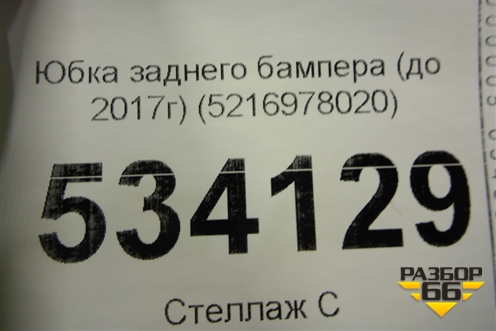 Юбка заднего бампера (до
2017г) (5216978020)
534129
Стеллаж С
РАЗБОР
66